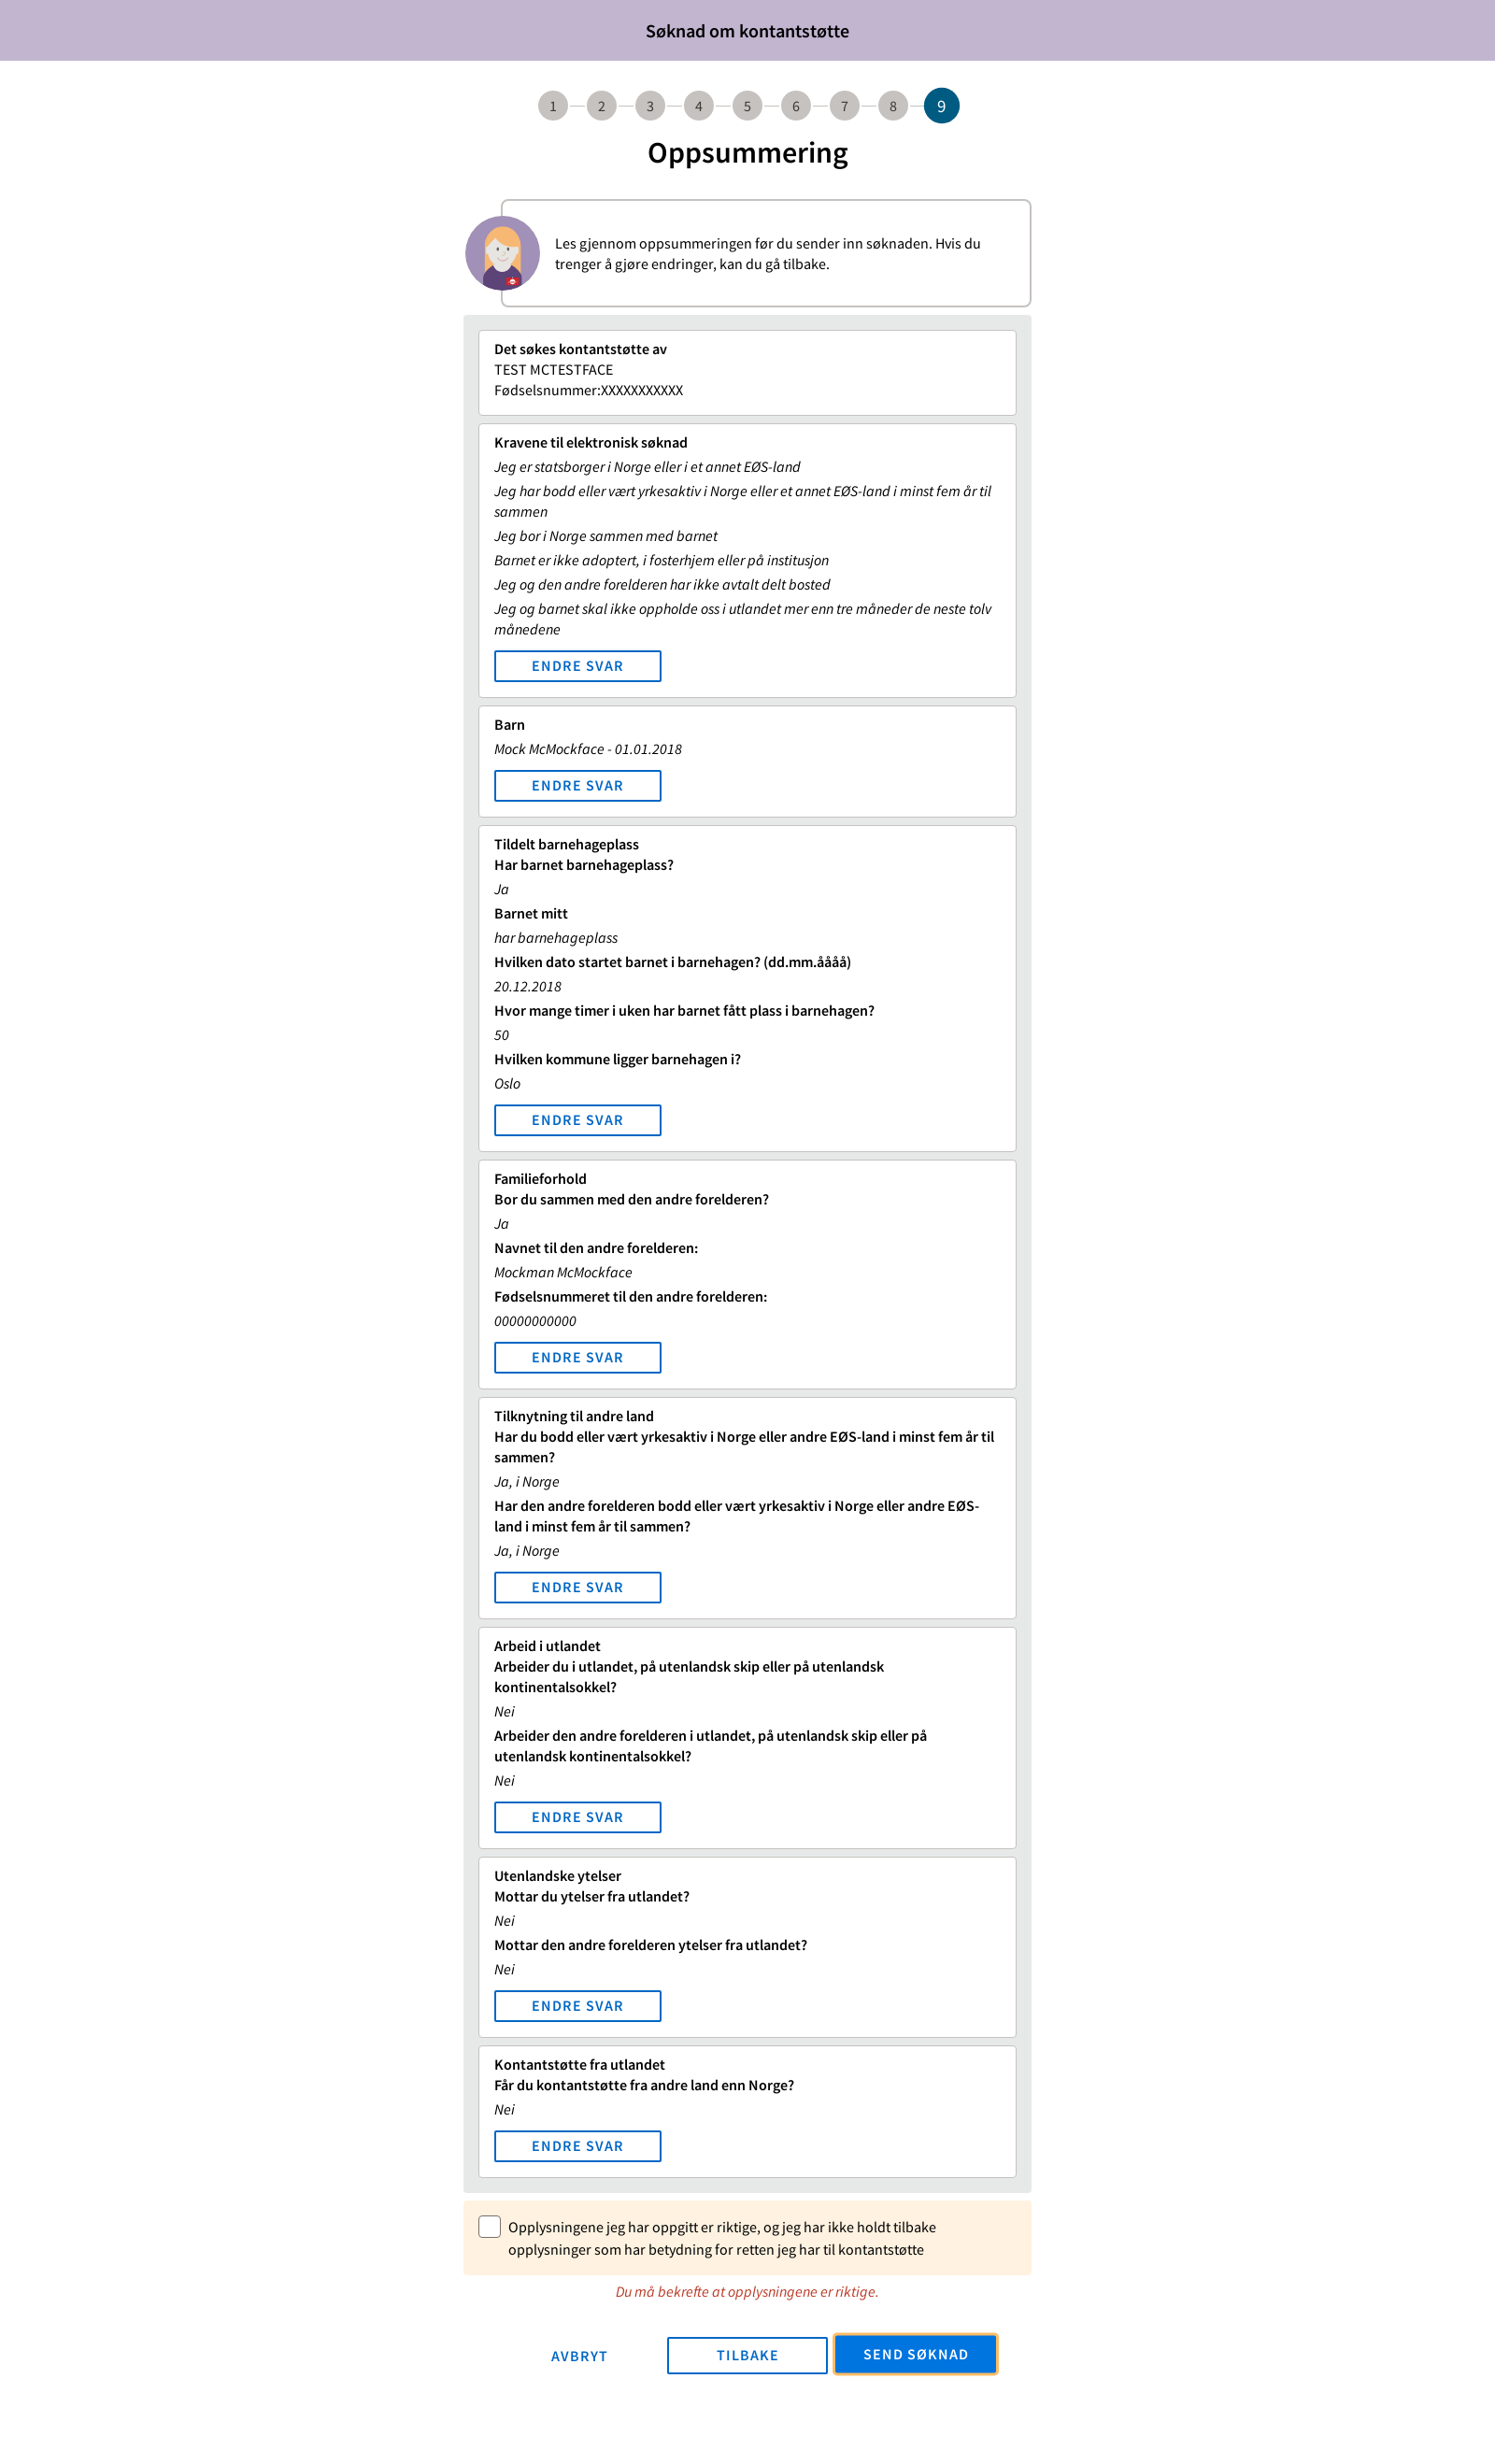 Søknad om kontantstøtte
1 2 3 4 5 6 7 8 9
Oppsummering
Les gjennom oppsummeringen før du sender inn søknaden. Hvis du
trenger å gjøre endringer, kan du gå tilbake.
Det søkes kontantstøtte av
TEST MCTESTFACE
Fødselsnummer:XXXXXXXXXXX
Kravene til elektronisk søknad
Jeg er statsborger i Norge eller i et annet EØS-land
Jeg har bodd eller vært yrkesaktiv i Norge eller et annet EØS-land i minst fem år til
sammen
Jeg bor i Norge sammen med barnet
Barnet er ikke adoptert, i fosterhjem eller på institusjon
Jeg og den andre forelderen har ikke avtalt delt bosted
Jeg og barnet skal ikke oppholde oss i utlandet mer enn tre måneder de neste tolv
månedene
ENDRE SVAR
Barn
Mock McMockface - 01.01.2018
ENDRE SVAR
Tildelt barnehageplass
Har barnet barnehageplass?
Ja
Barnet mitt
har barnehageplass
Hvilken dato startet barnet i barnehagen? (dd.mm.åååå)
20.12.2018
Hvor mange timer i uken har barnet fått plass i barnehagen?
50
Hvilken kommune ligger barnehagen i?
Oslo
ENDRE SVAR
Familieforhold
Bor du sammen med den andre forelderen?
Ja
Navnet til den andre forelderen:
Mockman McMockface
Fødselsnummeret til den andre forelderen:
00000000000
ENDRE SVAR
Tilknytning til andre land
Har du bodd eller vært yrkesaktiv i Norge eller andre EØS-land i minst fem år til
sammen?
Ja, i Norge
Har den andre forelderen bodd eller vært yrkesaktiv i Norge eller andre EØS-
land i minst fem år til sammen?
Ja, i Norge
ENDRE SVAR
Arbeid i utlandet
Arbeider du i utlandet, på utenlandsk skip eller på utenlandsk
kontinentalsokkel?
Nei
Arbeider den andre forelderen i utlandet, på utenlandsk skip eller på
utenlandsk kontinentalsokkel?
Nei
ENDRE SVAR
Utenlandske ytelser
Mottar du ytelser fra utlandet?
Nei
Mottar den andre forelderen ytelser fra utlandet?
Nei
ENDRE SVAR
Kontantstøtte fra utlandet
Får du kontantstøtte fra andre land enn Norge?
Nei
ENDRE SVAR
Opplysningene jeg har oppgitt er riktige, og jeg har ikke holdt tilbake
opplysninger som har betydning for retten jeg har til kontantstøtte
Du må bekrefte at opplysningene er riktige.
AVBRYT TILBAKE SEND SØKNAD